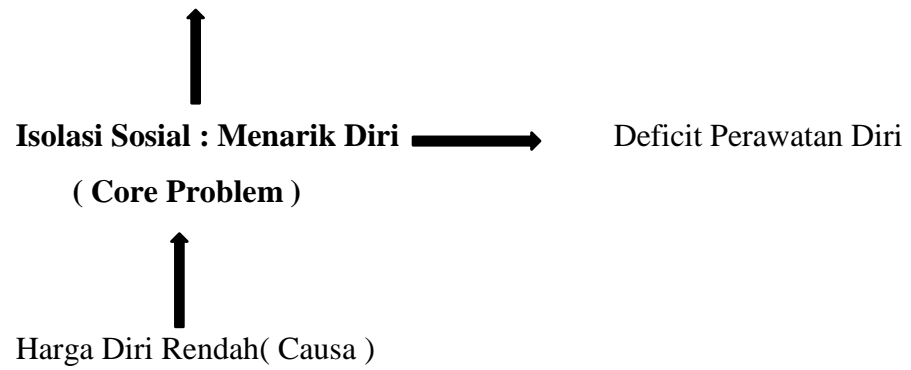 Isolasi Sosial : Menarik Diri Deficit Perawatan Diri
( Core Problem )
Harga Diri Rendah( Causa )